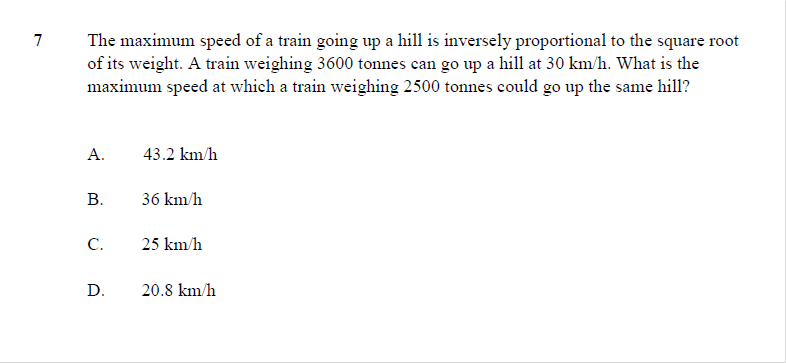 7 The maximum speed of a train going up a hill is inversely proportional to the square root
of its weight. A train weighing 3600 tonnes can go up a hill at 30 km/h. What is the
maximum speed at which a train weighing 2500 tonnes could go up the same hill?
A. 43.2 km/h
B. 36 km/h
C. 25 km/h
D. 20.8 km/h